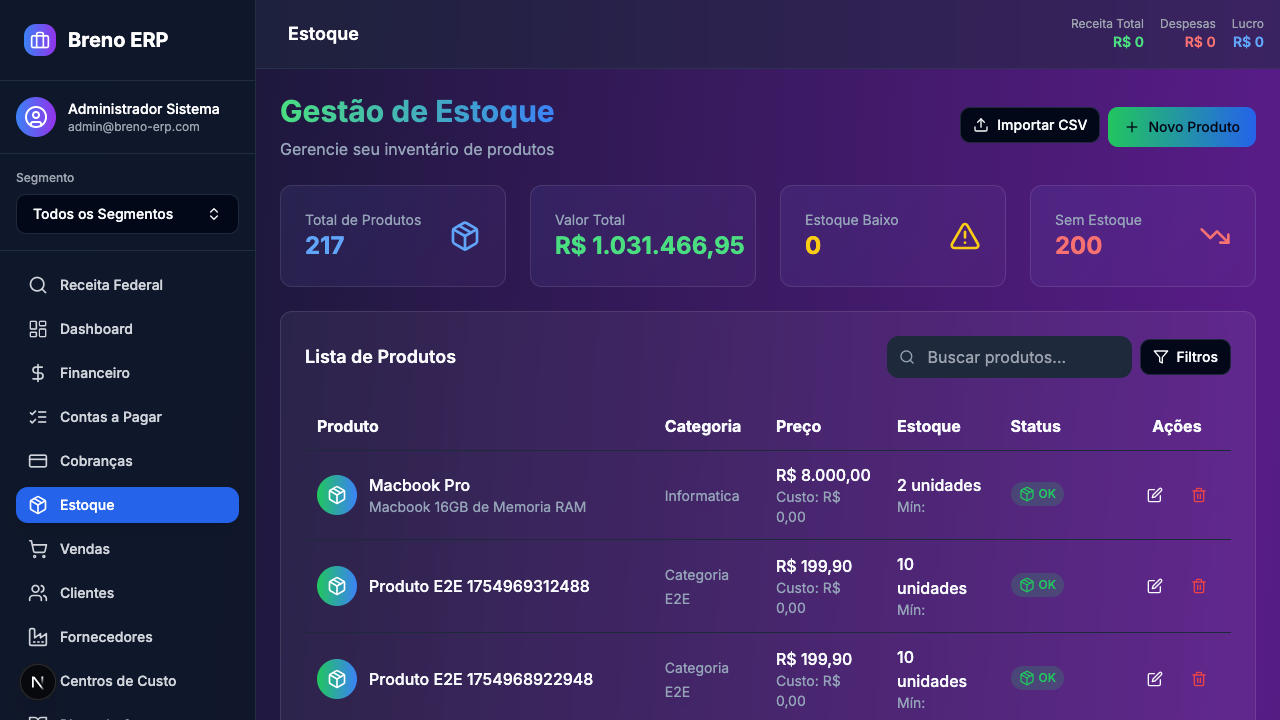 Breno ERP
Administrador Sistema
admin@breno-erp.com
Segmento
Todos os Segmentos
Receita Federal
Dashboard
Financeiro
Contas a Pagar
Cobranças
Estoque
Vendas
Clientes
Fornecedores
N
Centros de Custo
Estoque
Receita Total
R$ 0
Despesas
R$ 0
Lucro
R$ 0
Gestão de Estoque
Gerencie seu inventário de produtos
Importar CSV
Novo Produto
Total de Produtos
217
Valor Total
R$ 1.031.466,95
Estoque Baixo
0
Sem Estoque
200
Lista de Produtos
Buscar produtos...
Filtros
Produto Categoria Preço Estoque Status Ações
Macbook Pro
Macbook 16GB de Memoria RAM
Informatica
R$ 8.000,00
Custo: R$
0,00
2 unidades
Mín:
OK
Produto E2E 1754969312488
Categoria
E2E
R$ 199,90
Custo: R$
0,00
10
unidades
Mín:
OK
Produto E2E 1754968922948
Categoria
E2E
R$ 199,90
Custo: R$
0,00
10
unidades
Mín:
OK